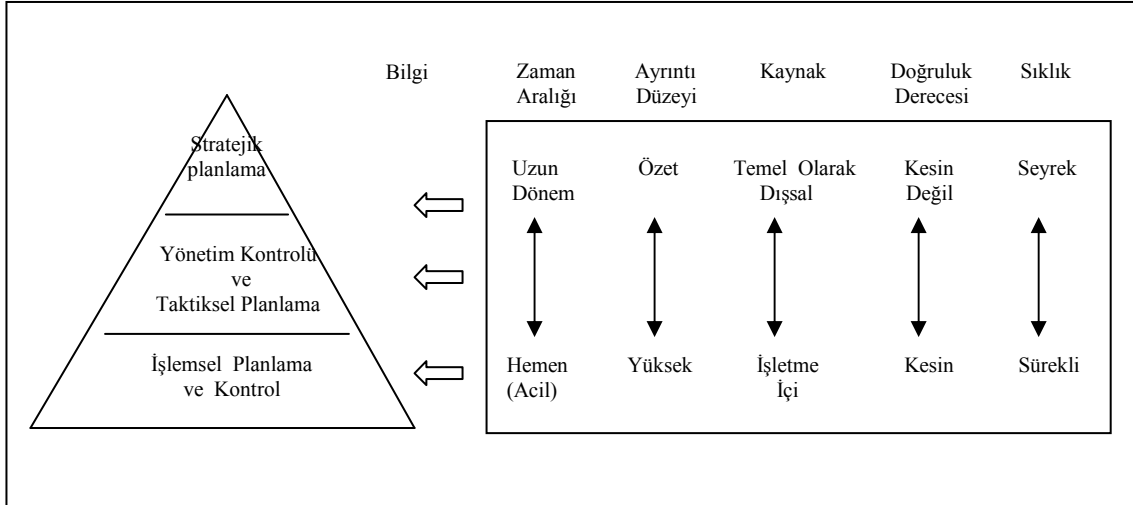 Bilgi
Zaman
Aralığı
Ayrıntı
Düzeyi
Kaynak
Doğruluk
Derecesi
Sıklık
Stratejik
planlama
Yönetim Kontrolü
ve
Taktiksel Planlama
İşlemsel Planlama
ve Kontrol
Uzun
Dönem
Özet
Temel Olarak
Dışsal
Kesin
Değil
Seyrek
Hemen
(Acil)
Yüksek
İşletme
İçi
Kesin
Sürekli